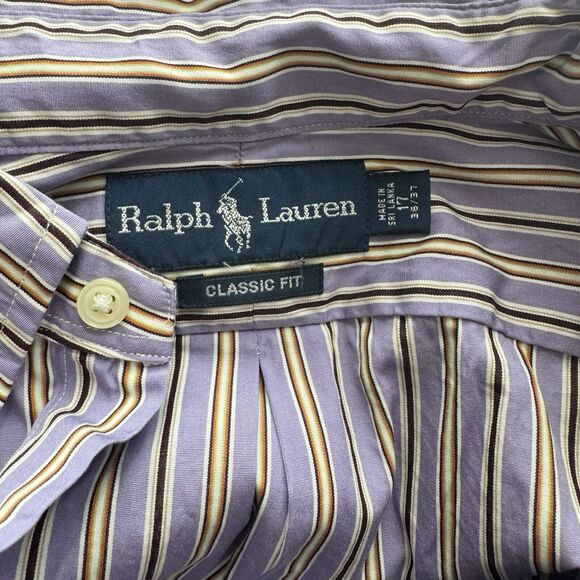 Ralph Lauren
CLASSIC FIT
MADE IN
SRI LANKA
17
36/37